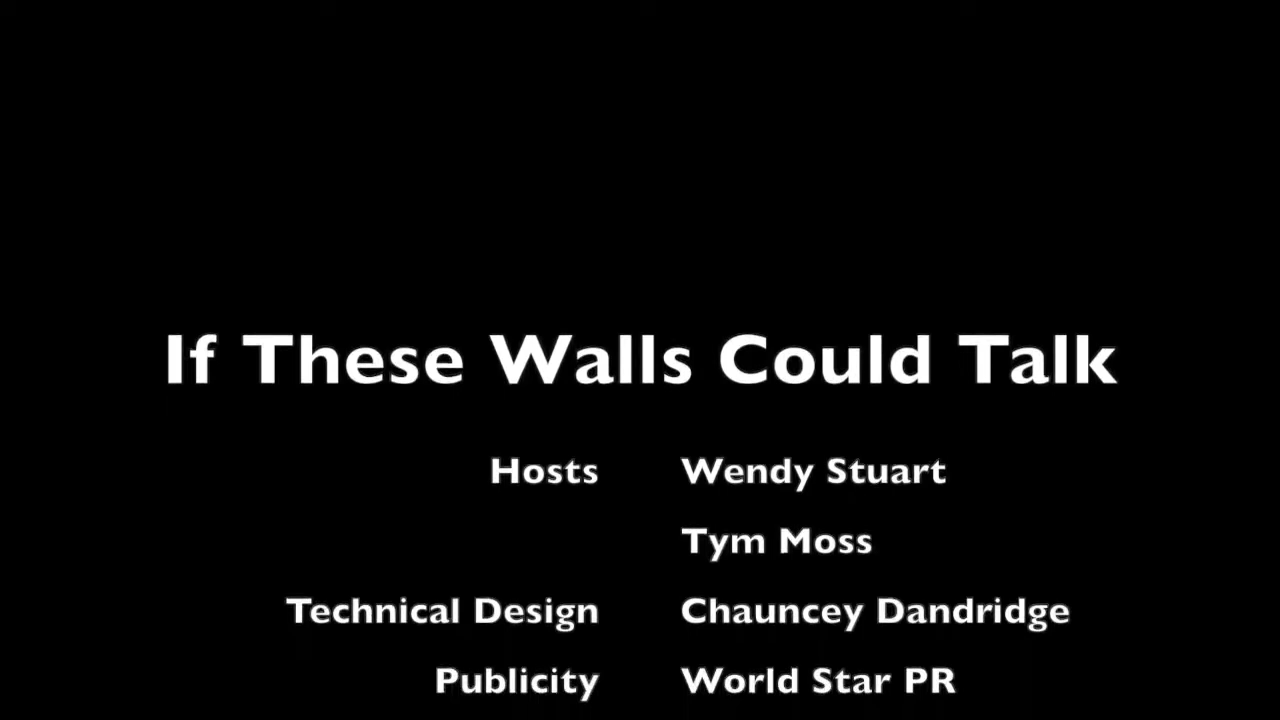 If These Walls Could Talk
Hosts Wendy Stuart
Tym Moss
Technical Design Chauncey Dandridge
Publicity World Star PR